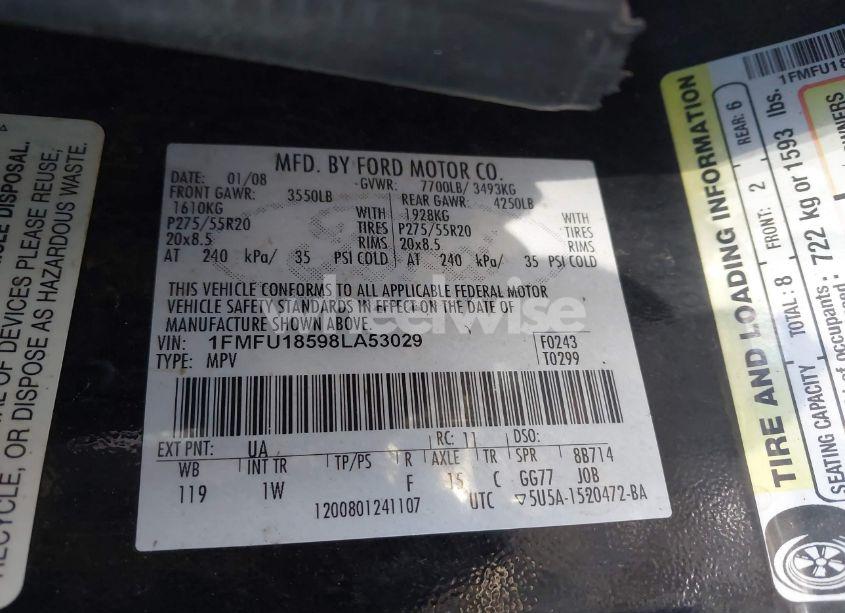 MFD. BY FORD MOTOR CO.
DATE: 01/08 GVWR: 7700LB/ 3493KG
FRONT GAWR: 3550LB REAR GAWR: 4250LB
1610KG WITH 1928KG WITH
P275/55R20 TIRES P275/55R20 TIRES
20x8.5 RIMS 20x8.5 RIMS
AT 240 kPa/ 35 PSI COLD AT 240 kPa/ 35 PSI COLD
THIS VEHICLE CONFORMS TO ALL APPLICABLE FEDERAL MOTOR
VEHICLE SAFETY STANDARDS IN EFFECT ON THE DATE OF
MANUFACTURE SHOWN ABOVE.
VIN: 1FMFU18598LA53029 F0243
TYPE: MPV T0299
EXT PNT: UA RC: 11 DSO:
WB INT TR TP/PS R AXLE TR SPR 8B714
119 1W F 15 C GG77 JOB
1200801241107 UTC ▽5U5A-1520472-BA
TIRE AND LOADING INFORMATION
SEATING CAPACITY TOTAL: 8 FRONT: 2 REAR: 6
occupants: 722 kg or 1593 lbs.
1FMFU18
OWNERS
DISPOSAL,
OF DEVICES PLEASE REUSE,
RECYCLE, OR DISPOSE AS HAZARDOUS WASTE.
wheelwise